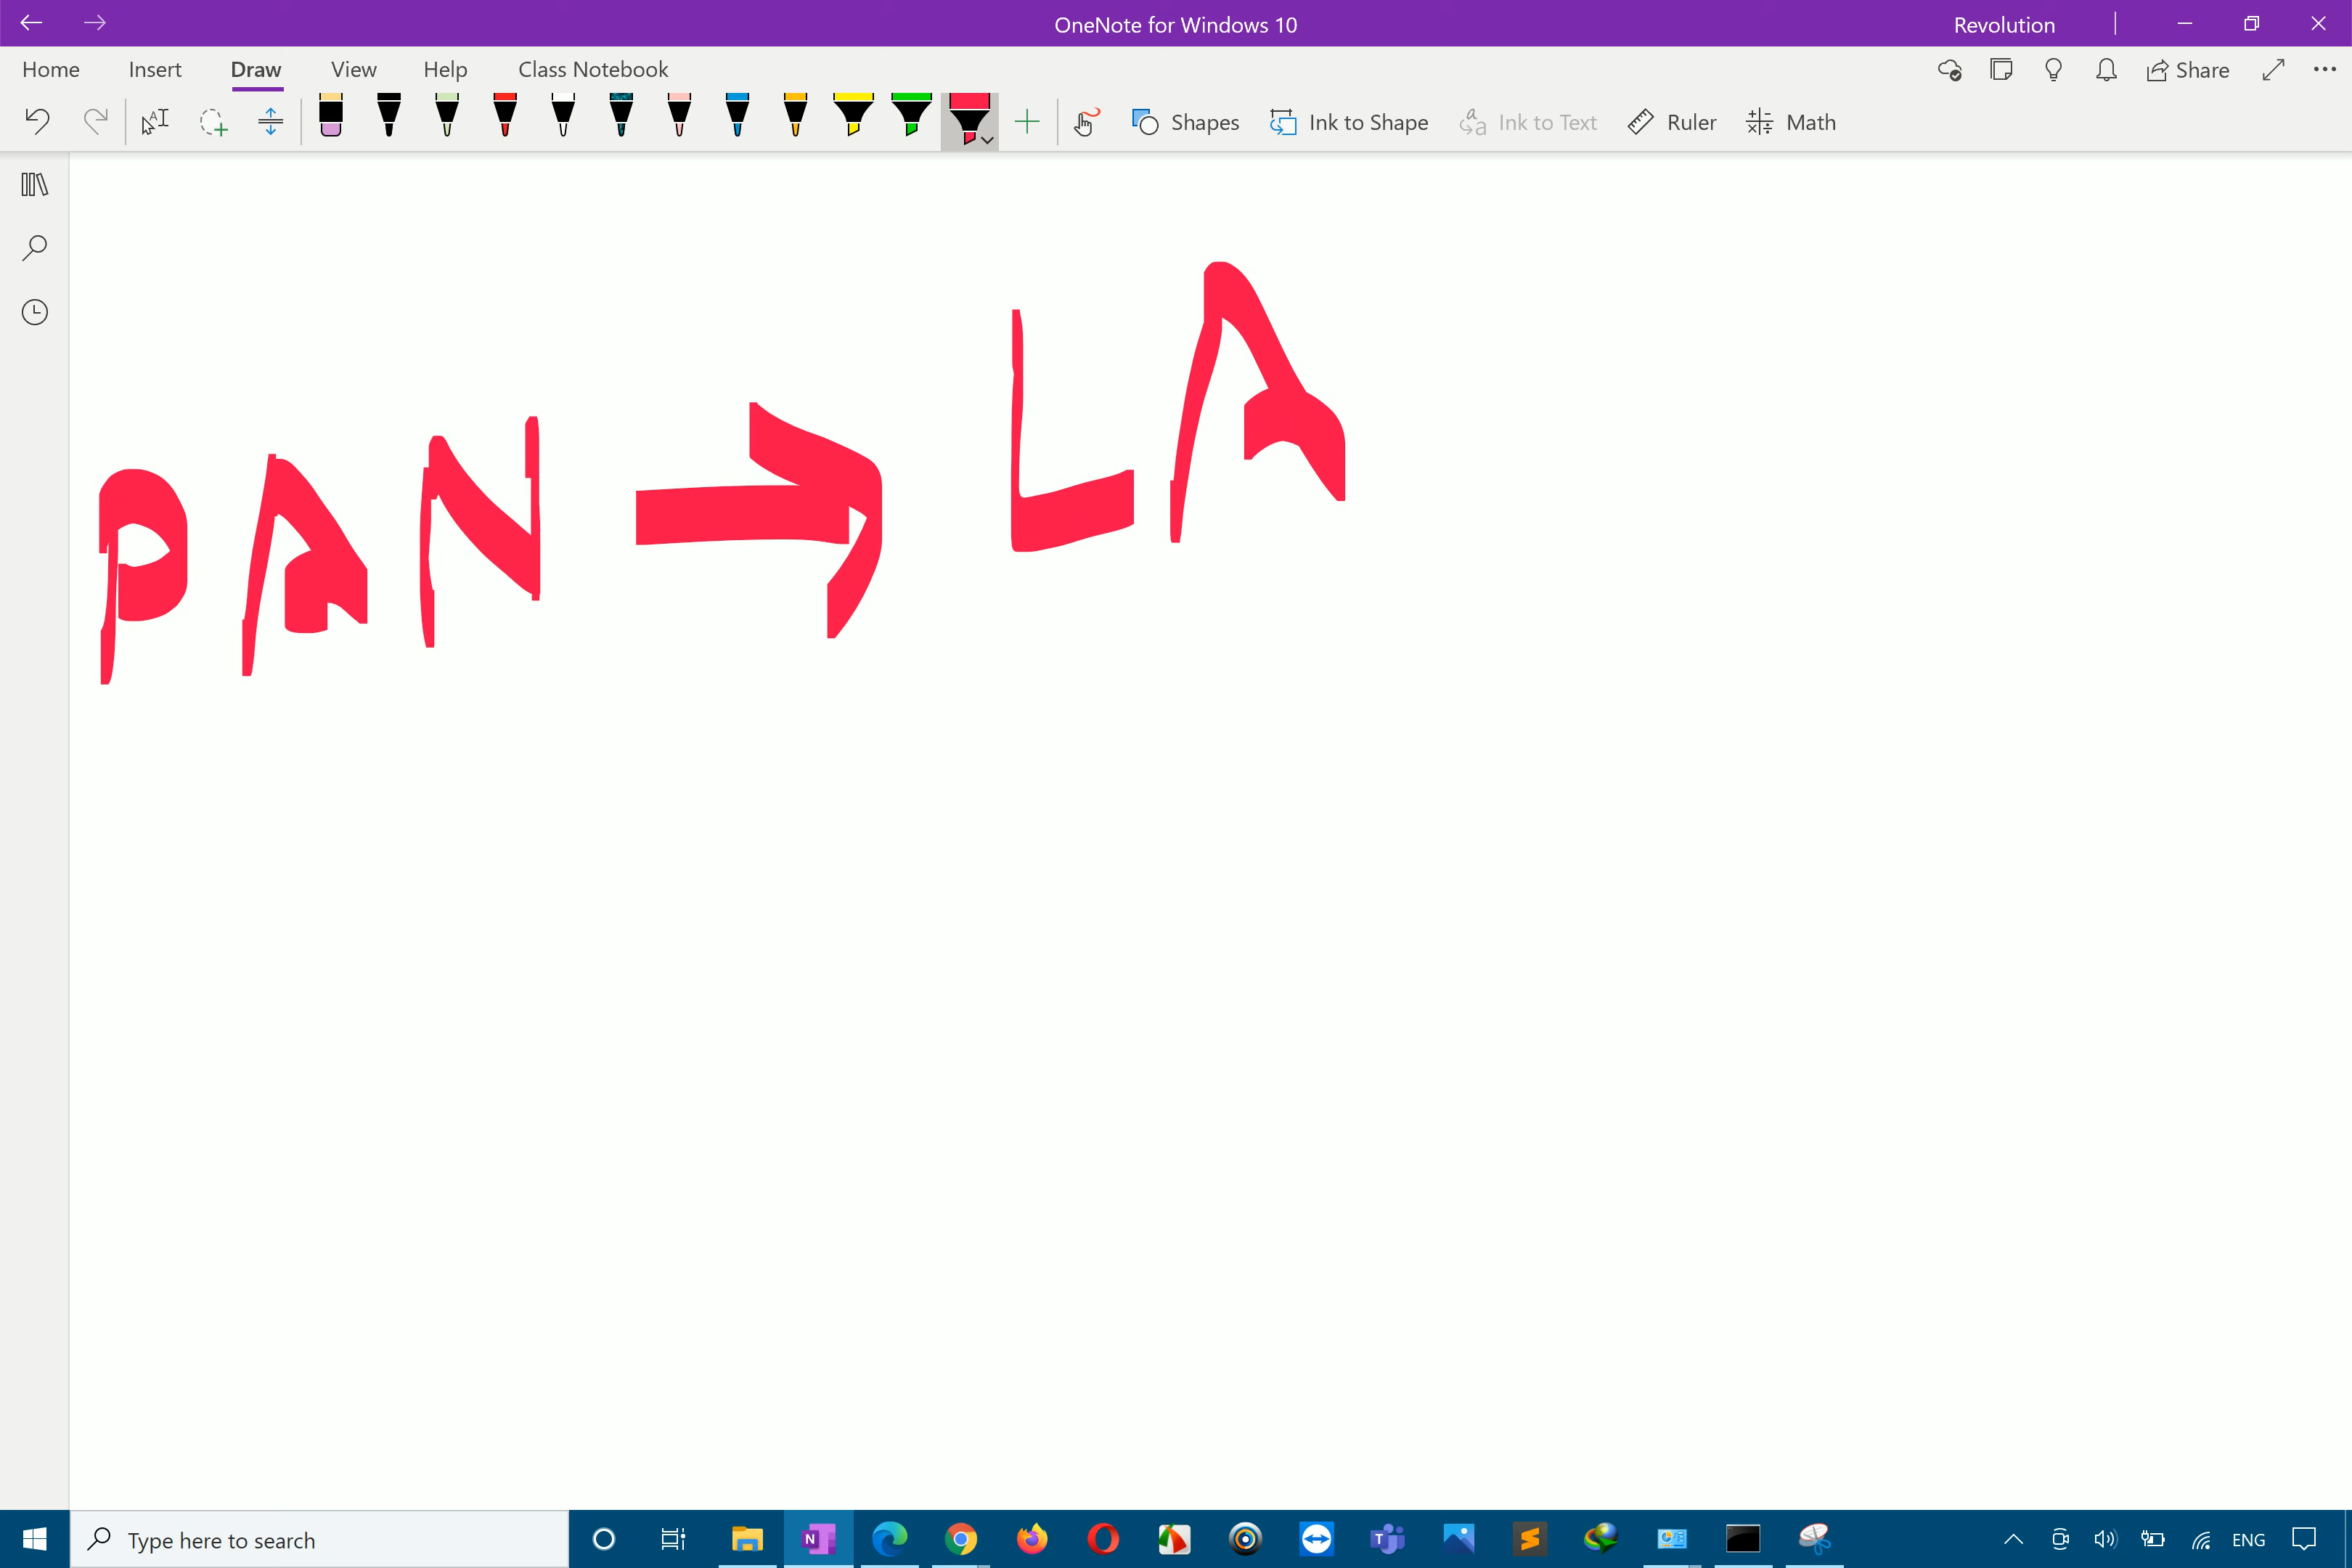 OneNote for Windows 10 Revolution
Home Insert Draw View Help Class Notebook Share
Shapes Ink to Shape Ink to Text Ruler Math
PAN → LA
Type here to search ENG